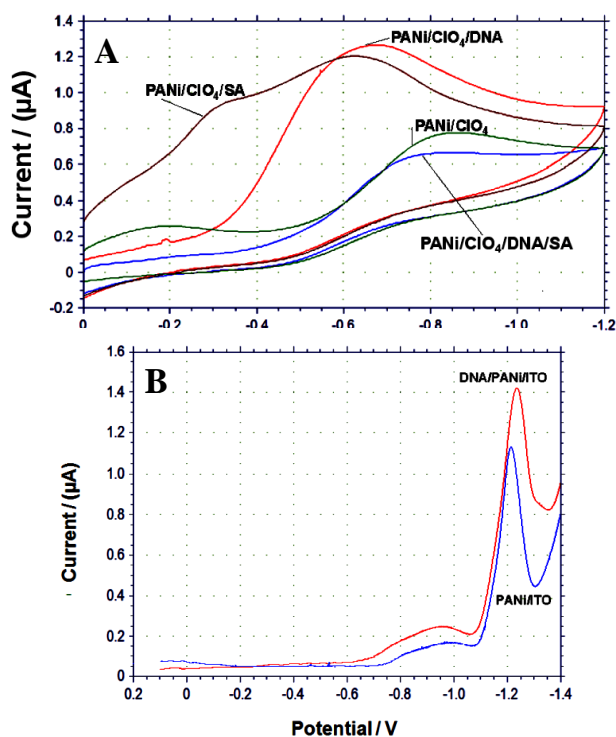 A
Current / (µA)
1.4
1.2
1.0
0.8
0.6
0.4
0.2
0
-0.2
PANi/ClO4/DNA
PANi/ClO4/SA
PANi/ClO4
PANi/ClO4/DNA/SA
0 -0.2 -0.4 -0.6 -0.8 -1.0 -1.2
B
Current / (µA)
1.6
1.4
1.2
1.0
0.8
0.6
0.4
0.2
0
DNA/PANi/ITO
PANi/ITO
0.2 0 -0.2 -0.4 -0.6 -0.8 -1.0 -1.2 -1.4
Potential / V